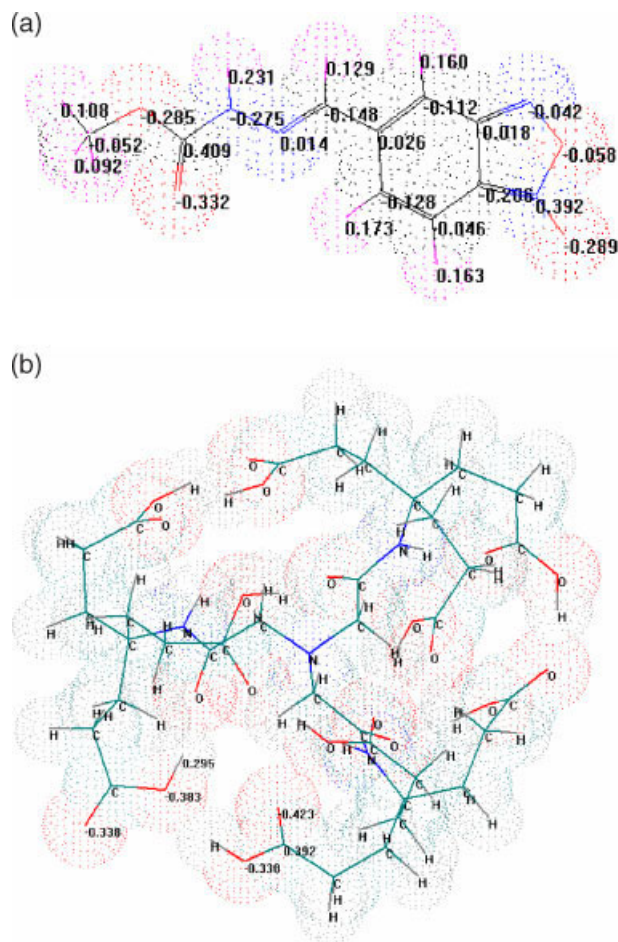 (a)
0.231
0.129
0.160
0.108
-0.285
-0.275
-0.148
-0.112
-0.042
-0.052
0.409
0.014
0.026
0.018
-0.058
0.092
-0.332
-0.128
-0.206
0.392
0.173
-0.046
-0.289
0.163
(b)
H
H
H
C
O
C
C
C
H
H
O
H
C
C
H
O
C
O
H
H
HH
C
N
H
O
C
C
H
O
C
H
O
H
H
H
O
C
H
O
H
N
C
C
N
C
O
O
O
H
H
O
C
O
H
C
H
H
C
O
H
O
C
O
H
N
H
C
H
C
0.295
-0.383
-0.338
-0.423
0.392
-0.338
H
C
H
C
H
H
C
H
H